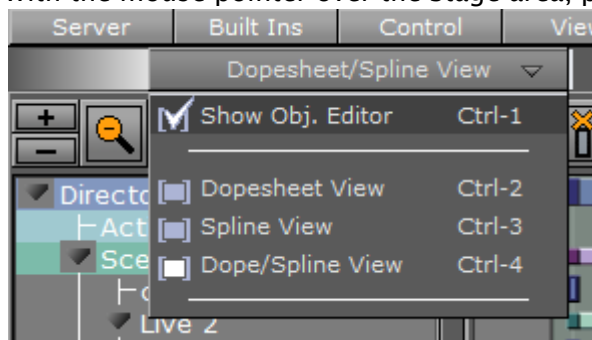 with the mouse pointer over the stage area, p
Server Built Ins Control View
Dopesheet/Spline View
Show Obj. Editor Ctrl-1
Dopesheet View Ctrl-2
Spline View Ctrl-3
Dope/Spline View Ctrl-4
Directo
Act
Sce
Live 2